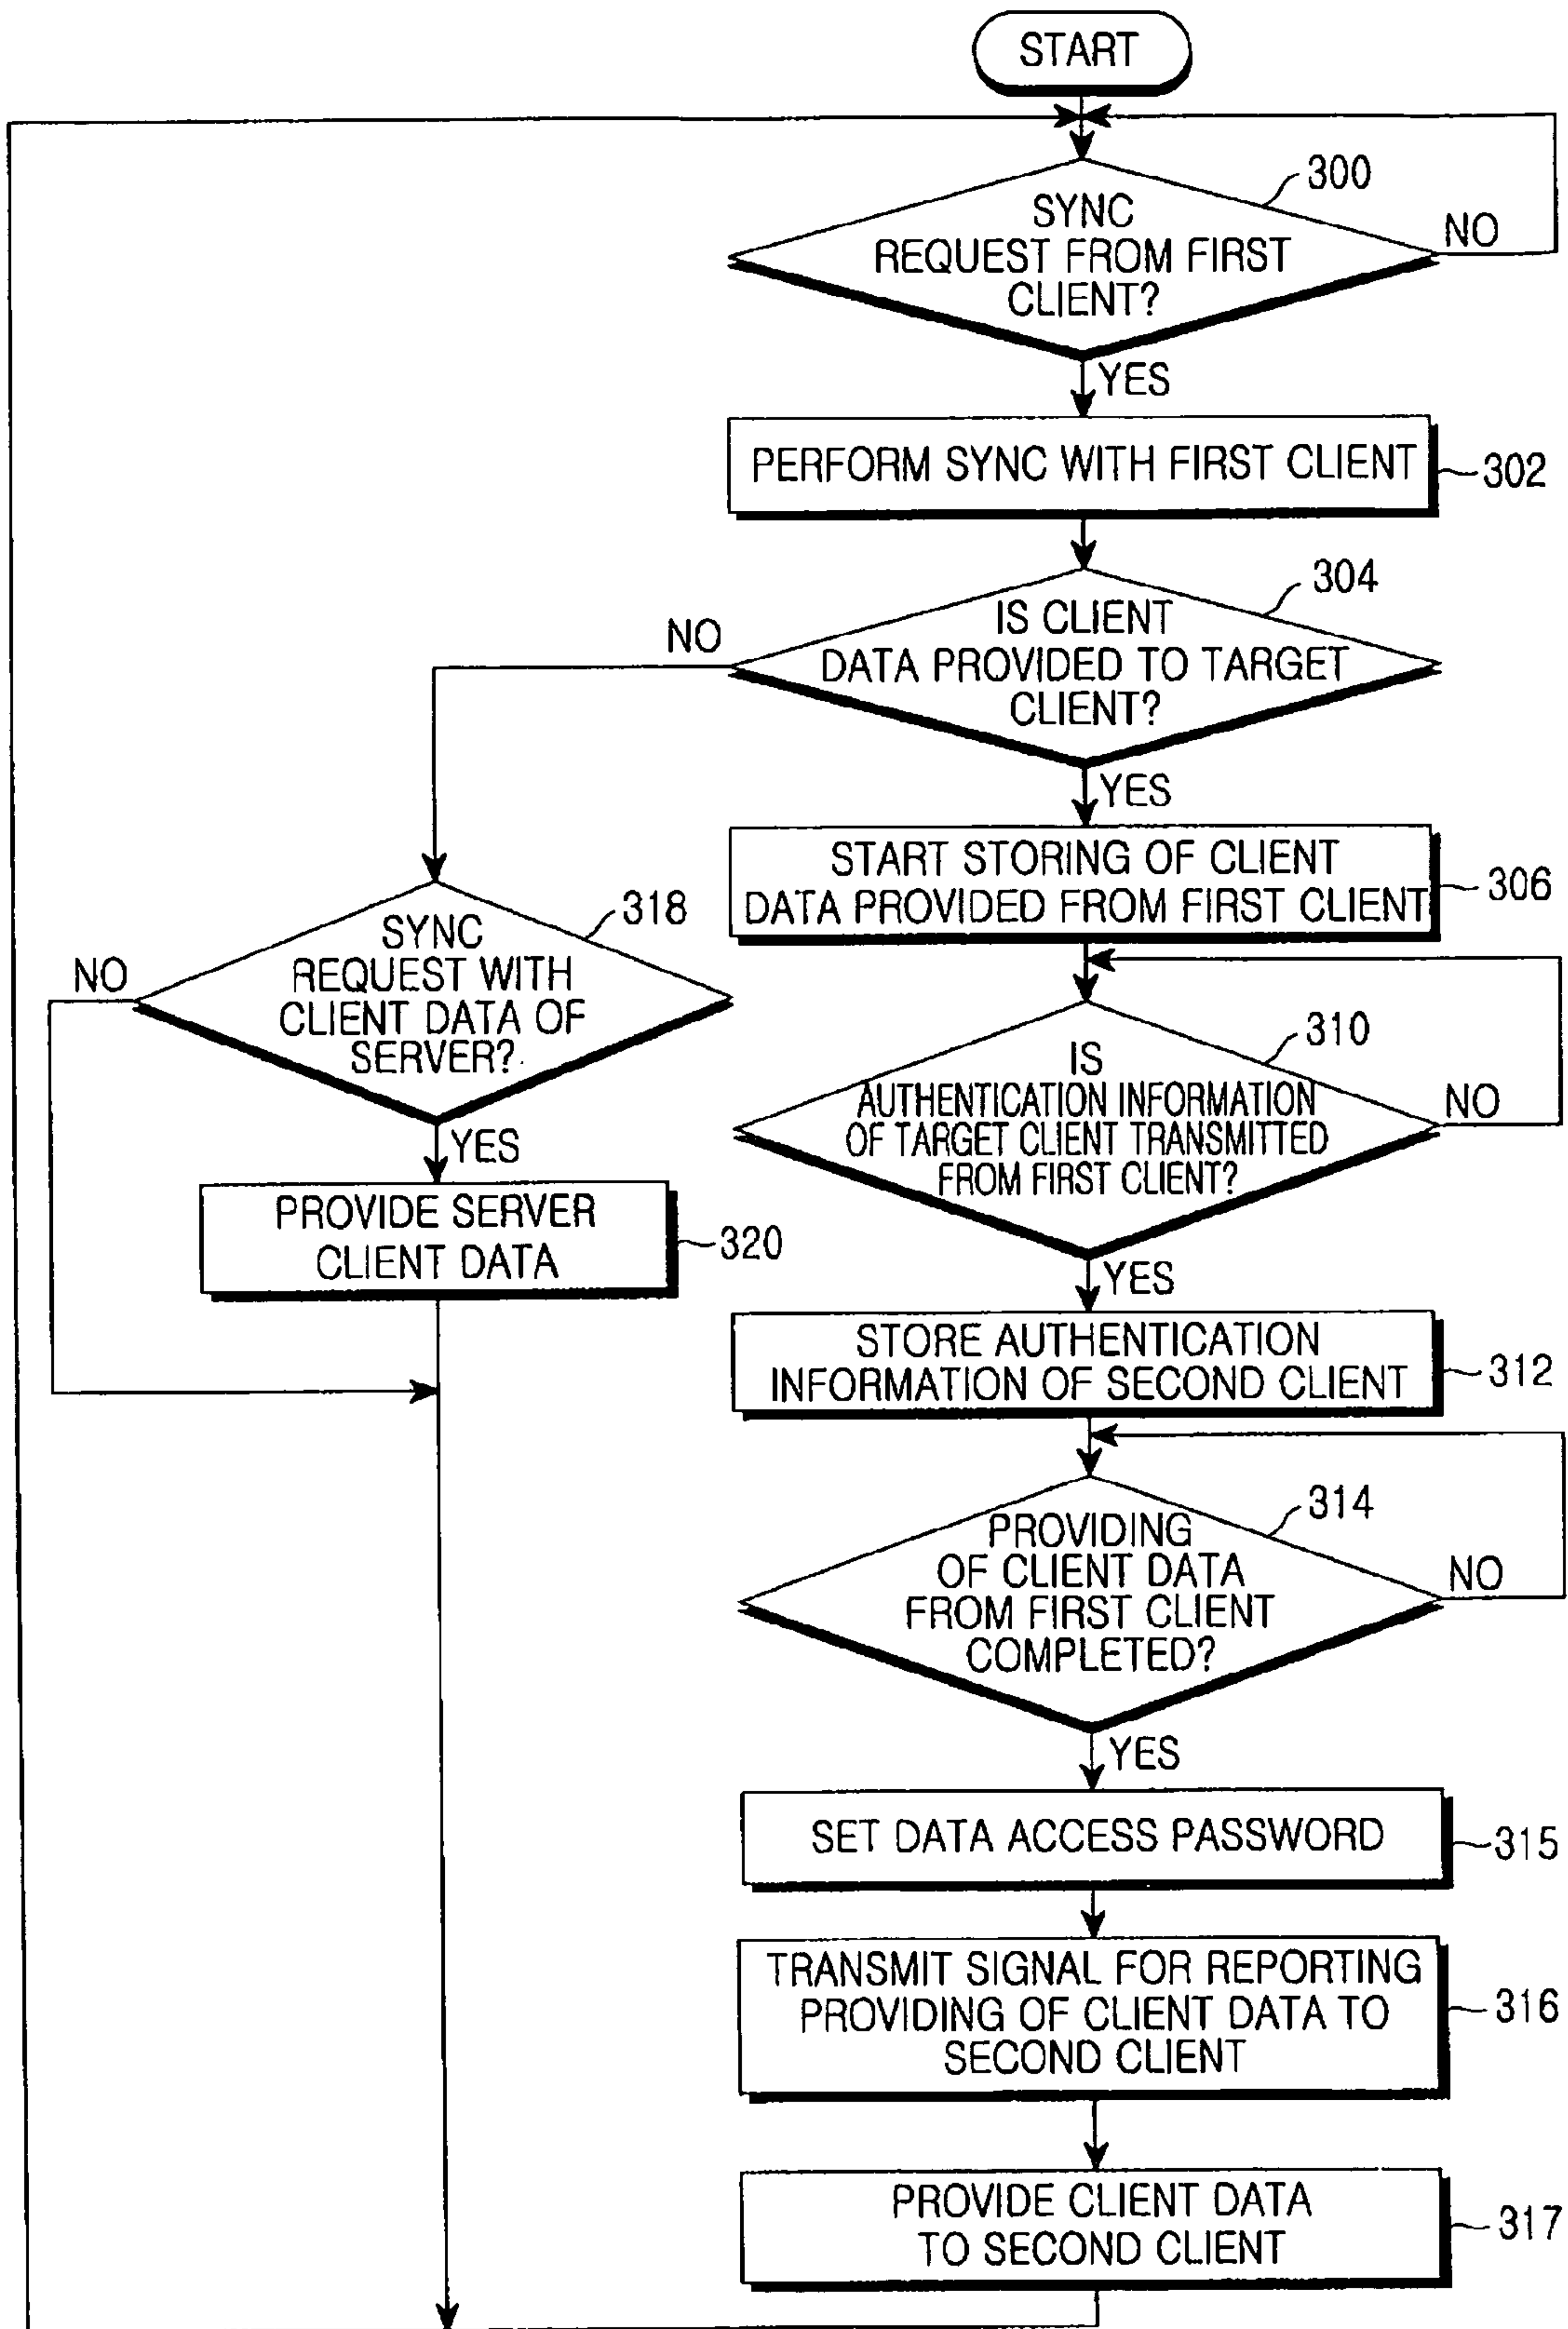 START
300
SYNC
REQUEST FROM FIRST
CLIENT?
NO
YES
PERFORM SYNC WITH FIRST CLIENT
302
304
IS CLIENT
DATA PROVIDED TO TARGET
CLIENT?
NO
YES
START STORING OF CLIENT
DATA PROVIDED FROM FIRST CLIENT
306
318
SYNC
REQUEST WITH
CLIENT DATA OF
SERVER?
NO
YES
PROVIDE SERVER
CLIENT DATA
320
310
IS
AUTHENTICATION INFORMATION
OF TARGET CLIENT TRANSMITTED
FROM FIRST CLIENT?
NO
YES
STORE AUTHENTICATION
INFORMATION OF SECOND CLIENT
312
314
PROVIDING
OF CLIENT DATA
FROM FIRST CLIENT
COMPLETED?
NO
YES
SET DATA ACCESS PASSWORD
315
TRANSMIT SIGNAL FOR REPORTING
PROVIDING OF CLIENT DATA TO
SECOND CLIENT
316
PROVIDE CLIENT DATA
TO SECOND CLIENT
317